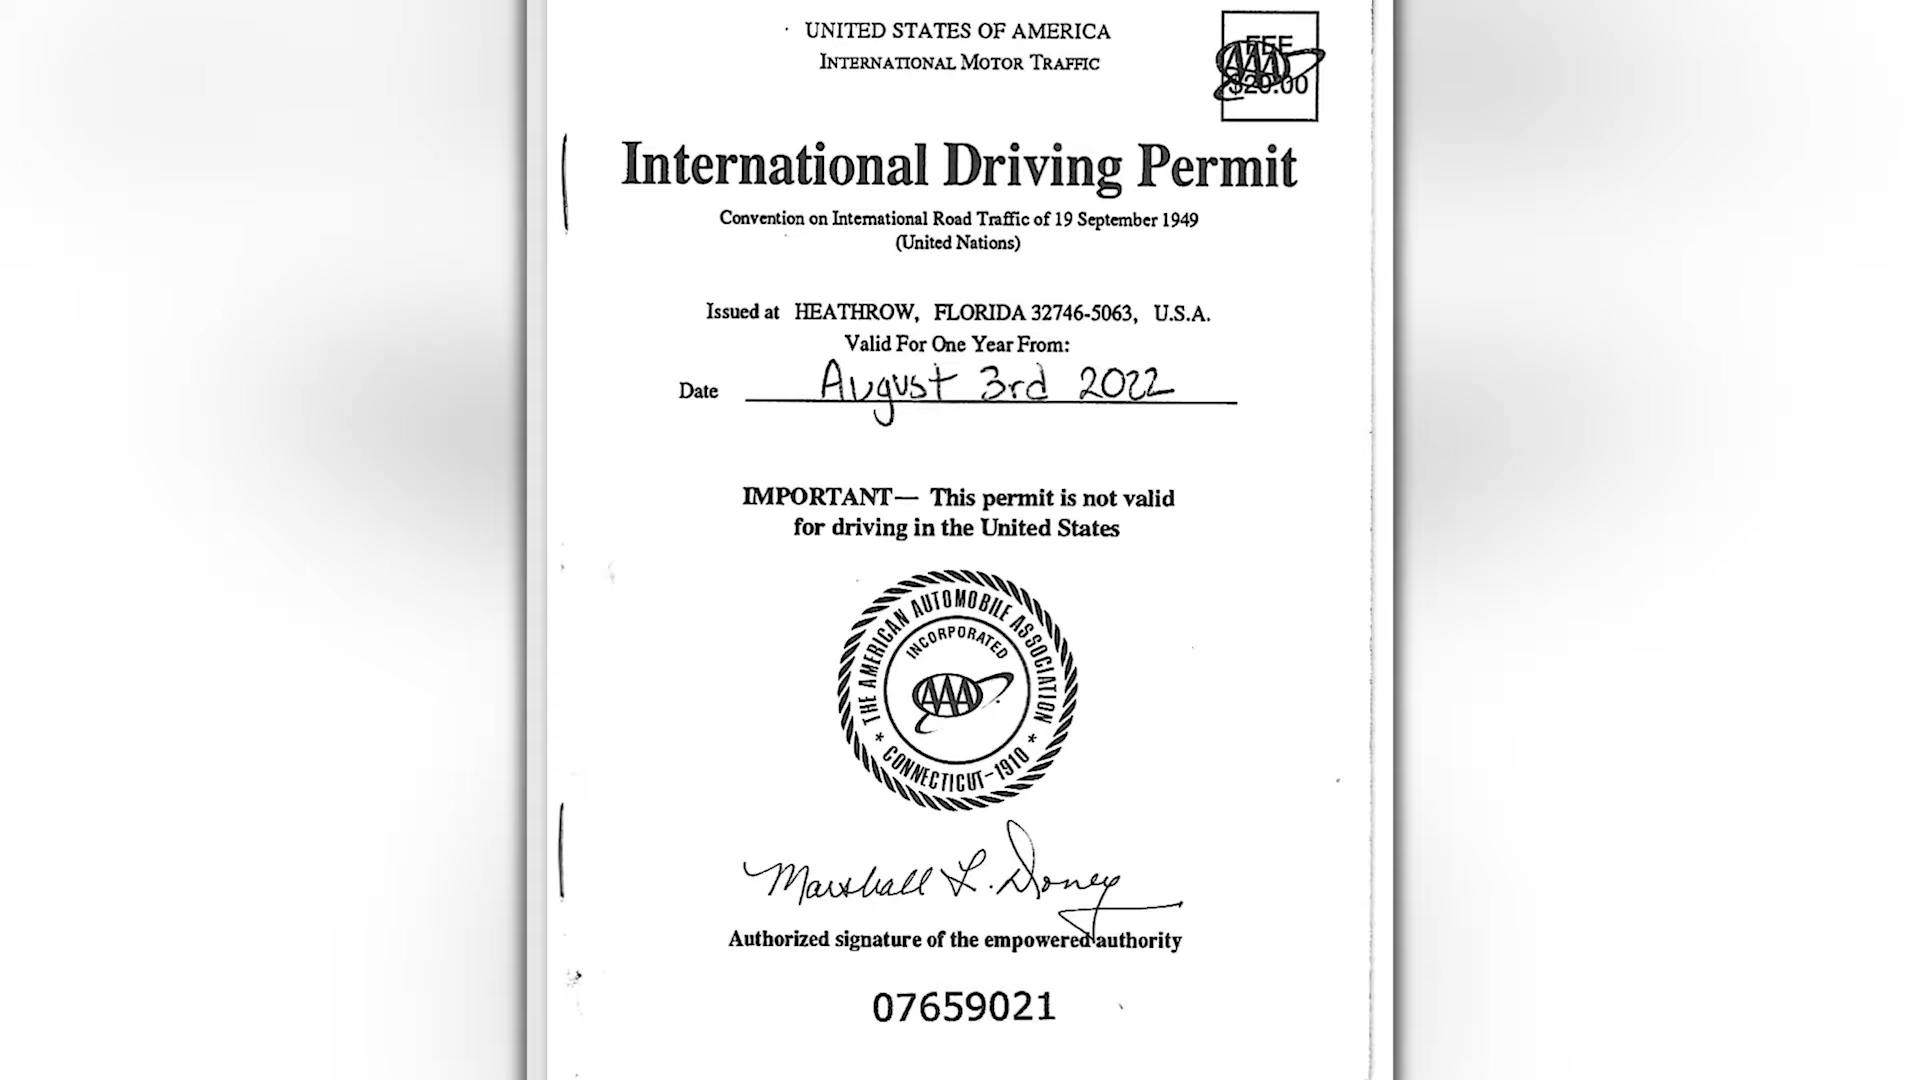 UNITED STATES OF AMERICA
INTERNATIONAL MOTOR TRAFFIC
FEE
AAA
$20.00
International Driving Permit
Convention on International Road Traffic of 19 September 1949
(United Nations)
Issued at HEATHROW, FLORIDA 32746-5063, U.S.A.
Valid For One Year From:
Date August 3rd 2022
IMPORTANT— This permit is not valid
for driving in the United States
THE AMERICAN AUTOMOBILE ASSOCIATION
INCORPORATED
AAA
* CONNECTICUT-1910 *
Marshall L. Doney
Authorized signature of the empowered authority
07659021